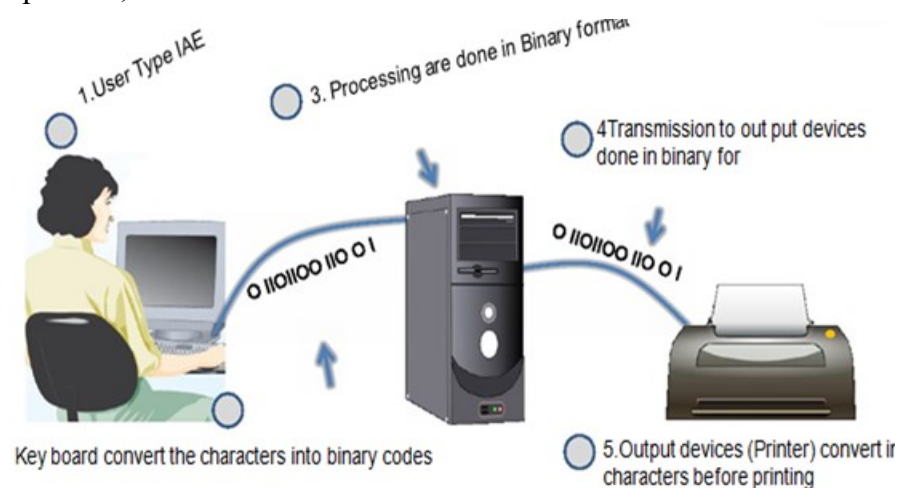 1.User Type IAE
3. Processing are done in Binary format
4Transmission to out put devices
done in binary for
O IIOIIOO IIO O I
O IIOIIOO IIO O I
Key board convert the characters into binary codes
5.Output devices (Printer) convert
characters before printing